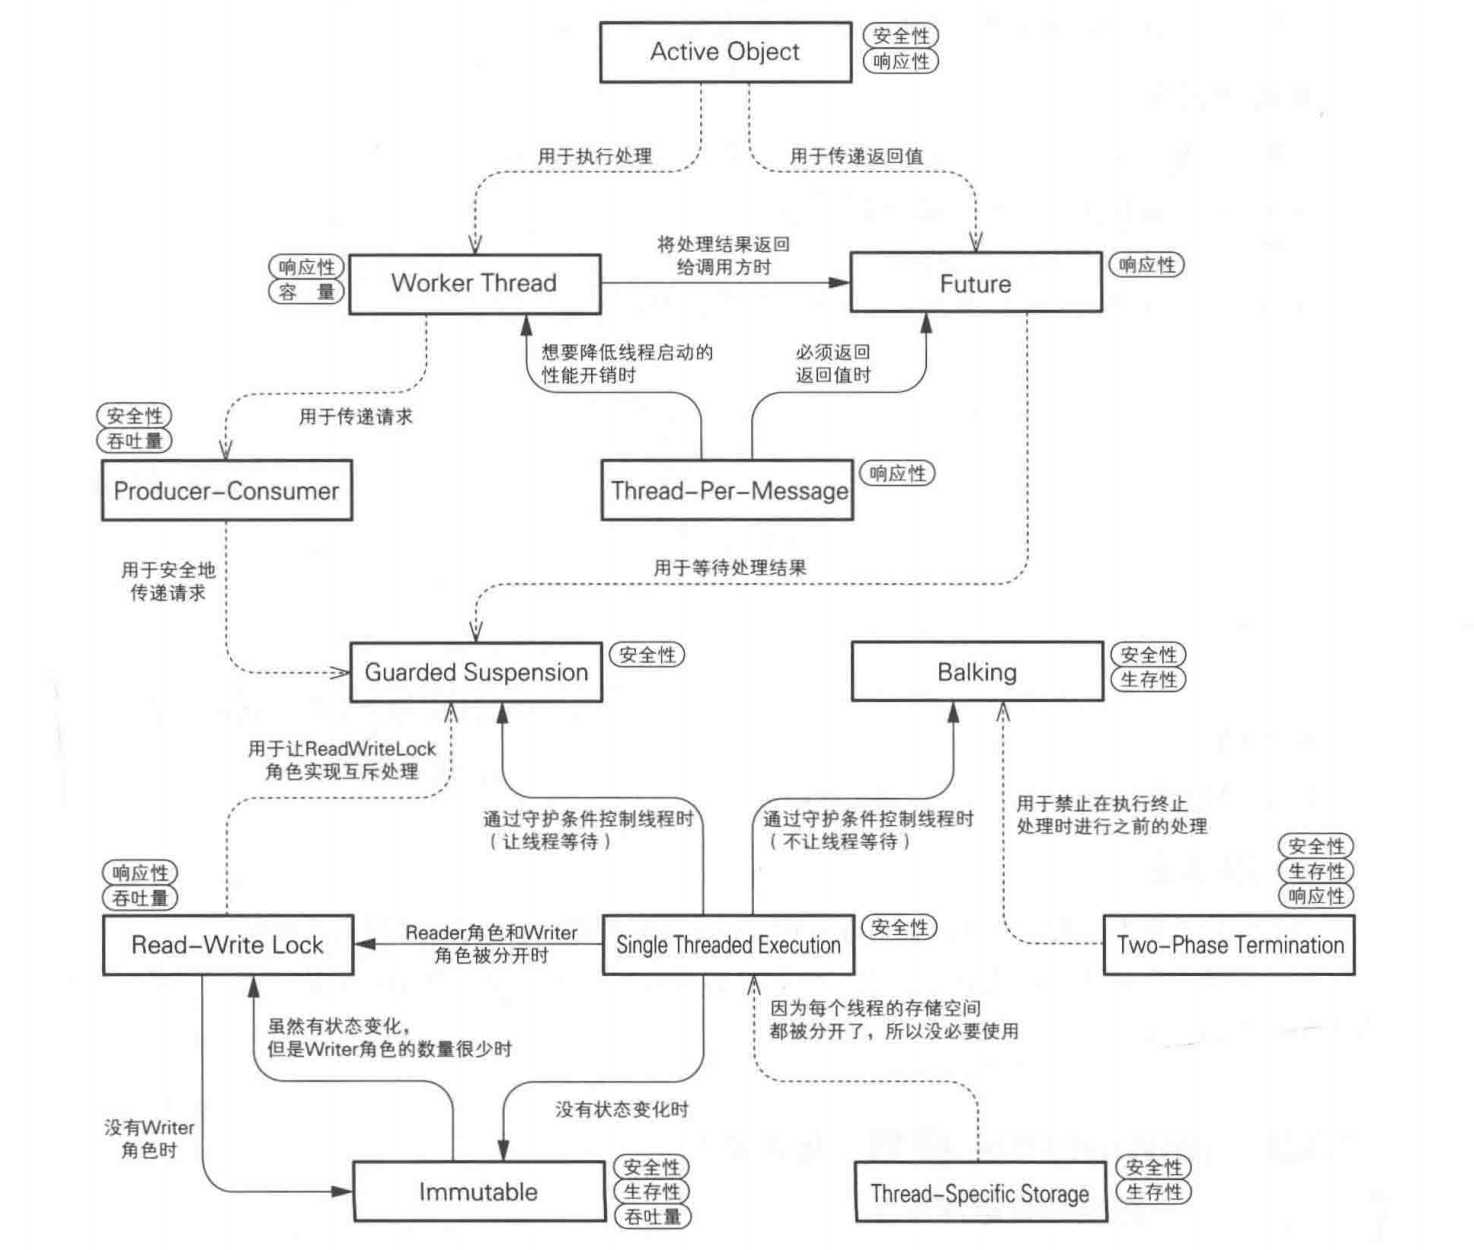 Active Object
安全性
响应性
用于执行处理
用于传递返回值
响应性
容 量
Worker Thread
将处理结果返回
给调用方时
Future
响应性
想要降低线程启动的
性能开销时
必须返回
返回值时
安全性
吞吐量
用于传递请求
Producer-Consumer
Thread-Per-Message
响应性
用于安全地
传递请求
用于等待处理结果
Guarded Suspension
安全性
Balking
安全性
生存性
用于让ReadWriteLock
角色实现互斥处理
通过守护条件控制线程时
(让线程等待)
通过守护条件控制线程时
(不让线程等待)
用于禁止在执行终止
处理时进行之前的处理
安全性
生存性
响应性
响应性
吞吐量
Read-Write Lock
Reader角色和Writer
角色被分开时
Single Threaded Execution
安全性
Two-Phase Termination
虽然有状态变化，
但是Writer角色的数量很少时
因为每个线程的存储空间
都被分开了，所以没必要使用
没有Writer
角色时
没有状态变化时
Immutable
安全性
生存性
吞吐量
Thread-Specific Storage
安全性
生存性